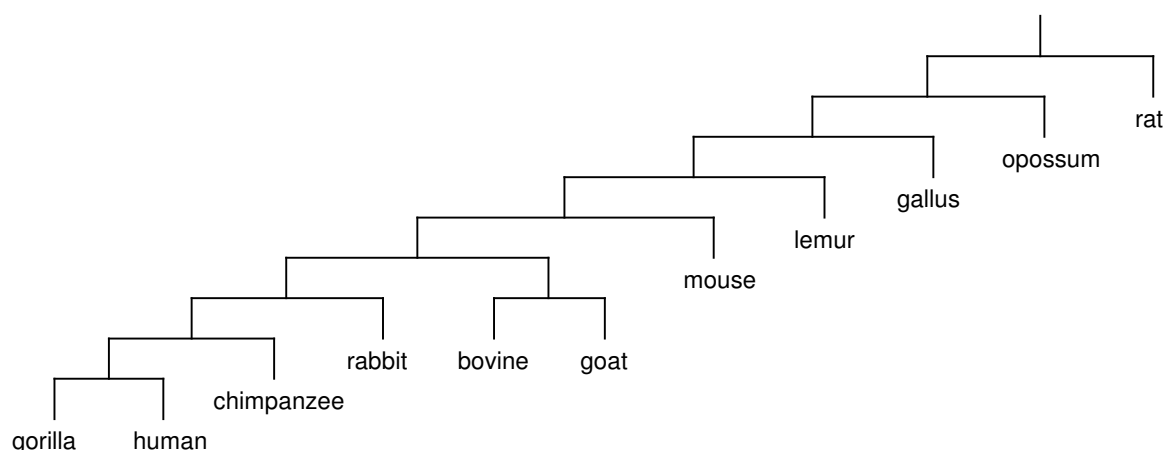 rat
opossum
gallus
lemur
mouse
rabbit bovine goat
chimpanzee
gorilla human